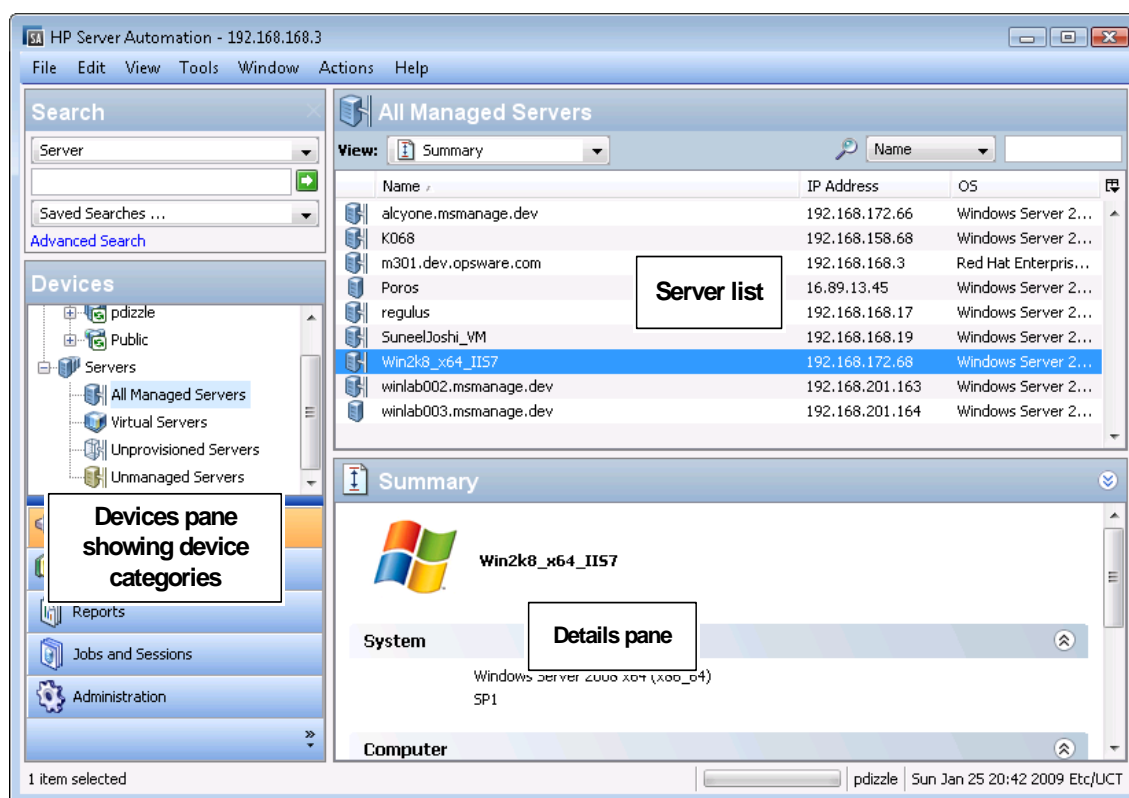 HP Server Automation - 192.168.168.3
File Edit View Tools Window Actions Help
Search
Server
Saved Searches ...
Advanced Search
Devices
pdizzle
Public
Servers
All Managed Servers
Virtual Servers
Unprovisioned Servers
Unmanaged Servers
Devices pane
showing device
categories
Reports
Jobs and Sessions
Administration
All Managed Servers
View: Summary Name
Name IP Address OS
alcyone.msmanage.dev 192.168.172.66 Windows Server 2...
K068 192.168.158.68 Windows Server 2...
m301.dev.opsware.com 192.168.168.3 Red Hat Enterpris...
Poros 16.89.13.45 Windows Server 2...
regulus 192.168.168.17 Windows Server 2...
SuneelJoshi_VM 192.168.168.19 Windows Server 2...
Win2k8_x64_IIS7 192.168.172.68 Windows Server 2...
winlab002.msmanage.dev 192.168.201.163 Windows Server 2...
winlab003.msmanage.dev 192.168.201.164 Windows Server 2...
Server list
Summary
Win2k8_x64_IIS7
System
Details pane
Windows Server 2008 x64 (x86_64)
SP1
Computer
1 item selected
pdizzle Sun Jan 25 20:42 2009 Etc/UCT